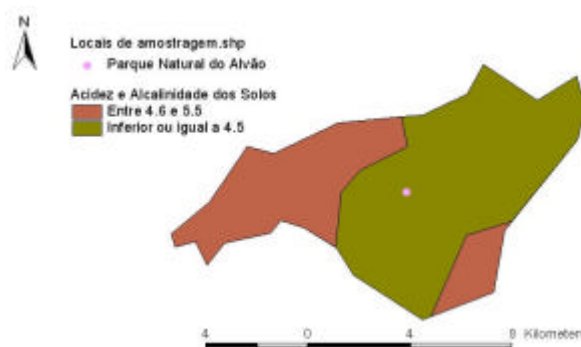 N
Locais de amostragem.shp
Parque Natural do Alvão
Acidez e Alcalinidade dos Solos
Entre 4.6 e 5.5
Inferior ou igual a 4.5
4 0 4 8 Kilometers